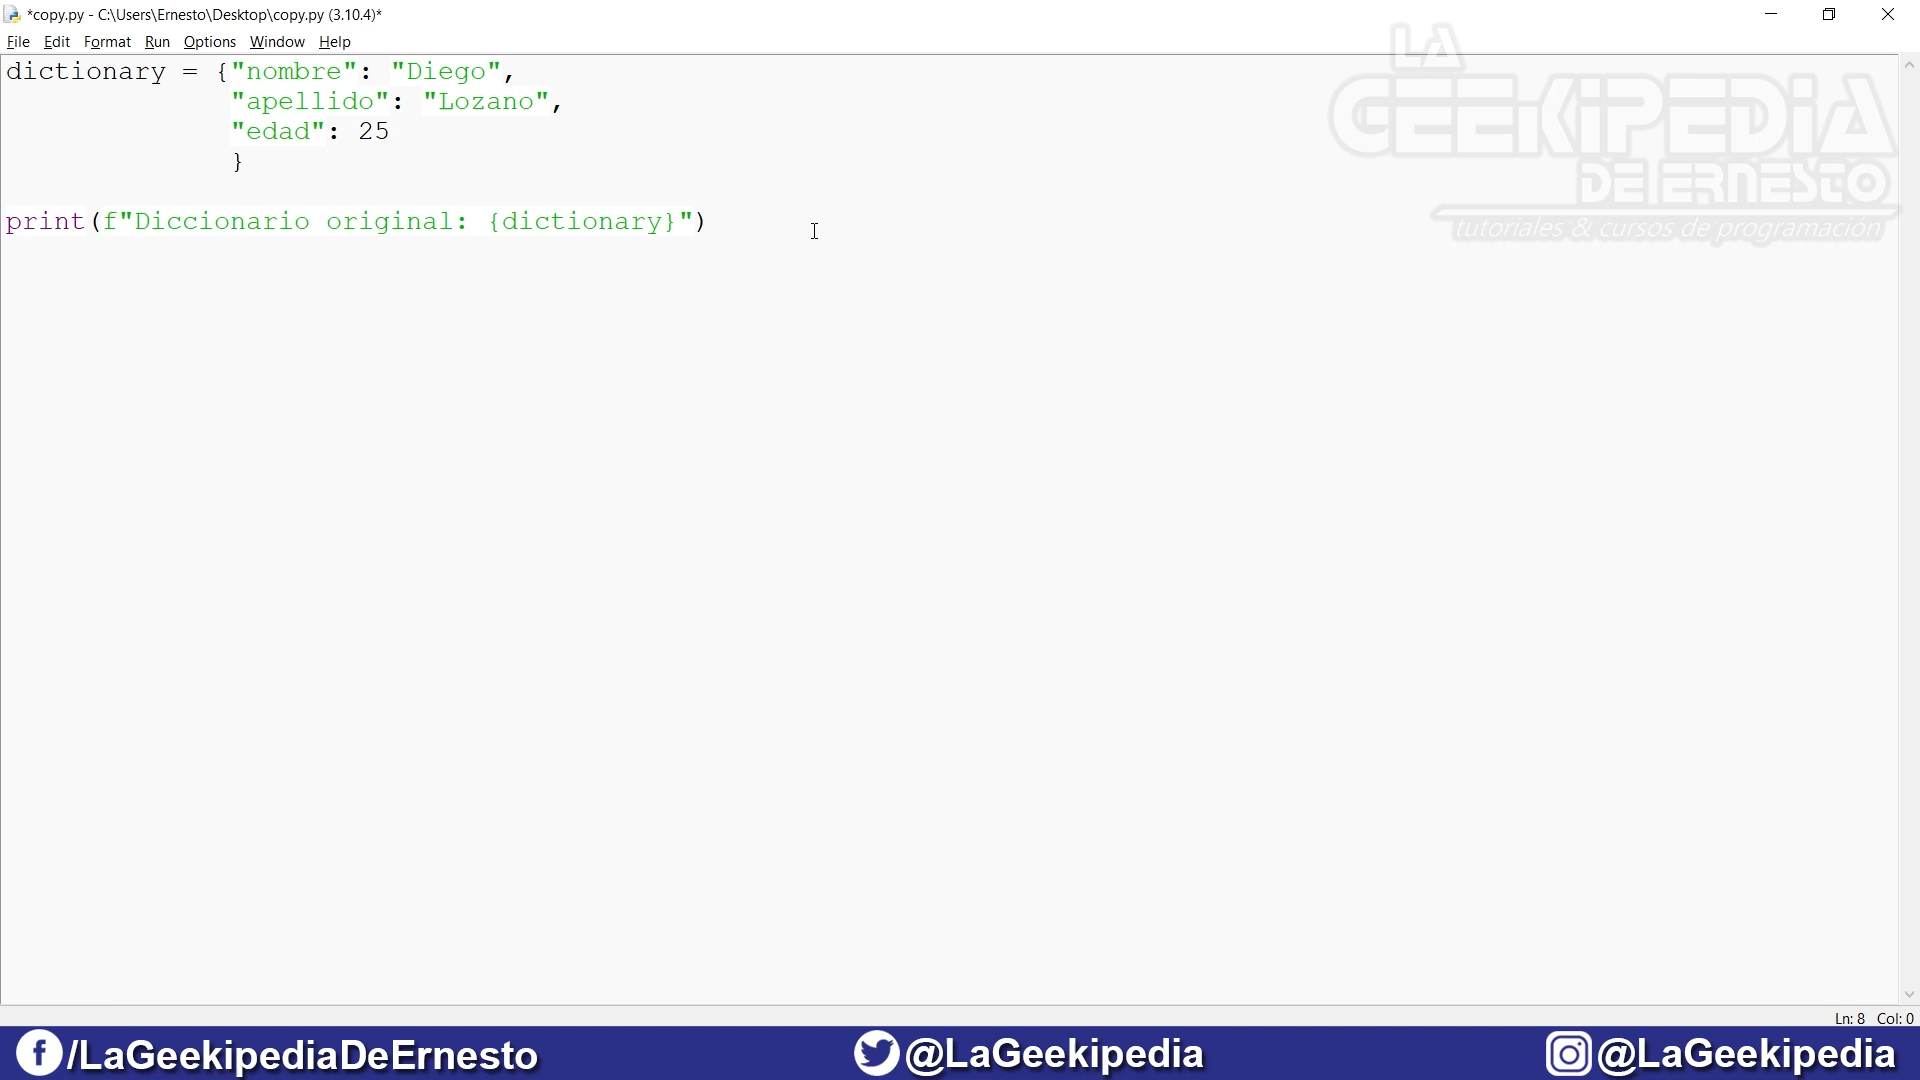 *copy.py - C:\Users\Ernesto\Desktop\copy.py (3.10.4)*
File Edit Format Run Options Window Help
dictionary = {"nombre": "Diego",
"apellido": "Lozano",
"edad": 25
}
print(f"Diccionario original: {dictionary}")
LA
GEEKIPEDIA
DE ERNESTO
tutoriales & cursos de programación
Ln: 8 Col: 0
/LaGeekipediaDeErnesto
@LaGeekipedia
@LaGeekipedia